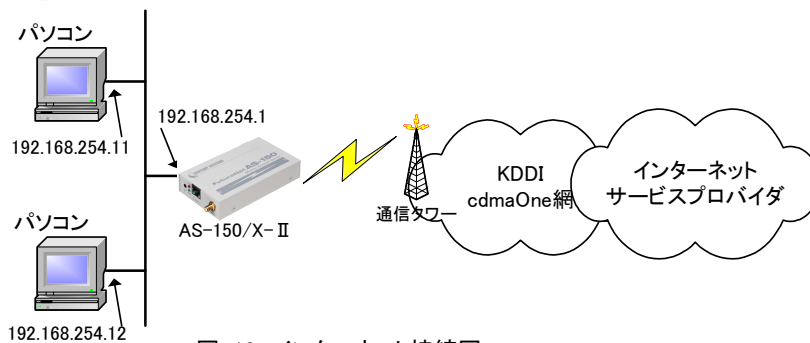 パソコン
192.168.254.11
192.168.254.1
AS-150
AS-150/X-Ⅱ
パソコン
192.168.254.12
通信タワー
KDDI
cdmaOne網
インターネット
サービスプロバイダ